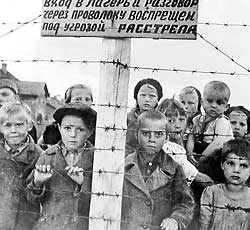 ВХОД В ЛАГЕРЬ И РАЗГОВОР
ЧЕРЕЗ ПРОВОЛОКУ ВОСПРЕЩЕН
ПОД УГРОЗОЙ РАССТРЕЛА